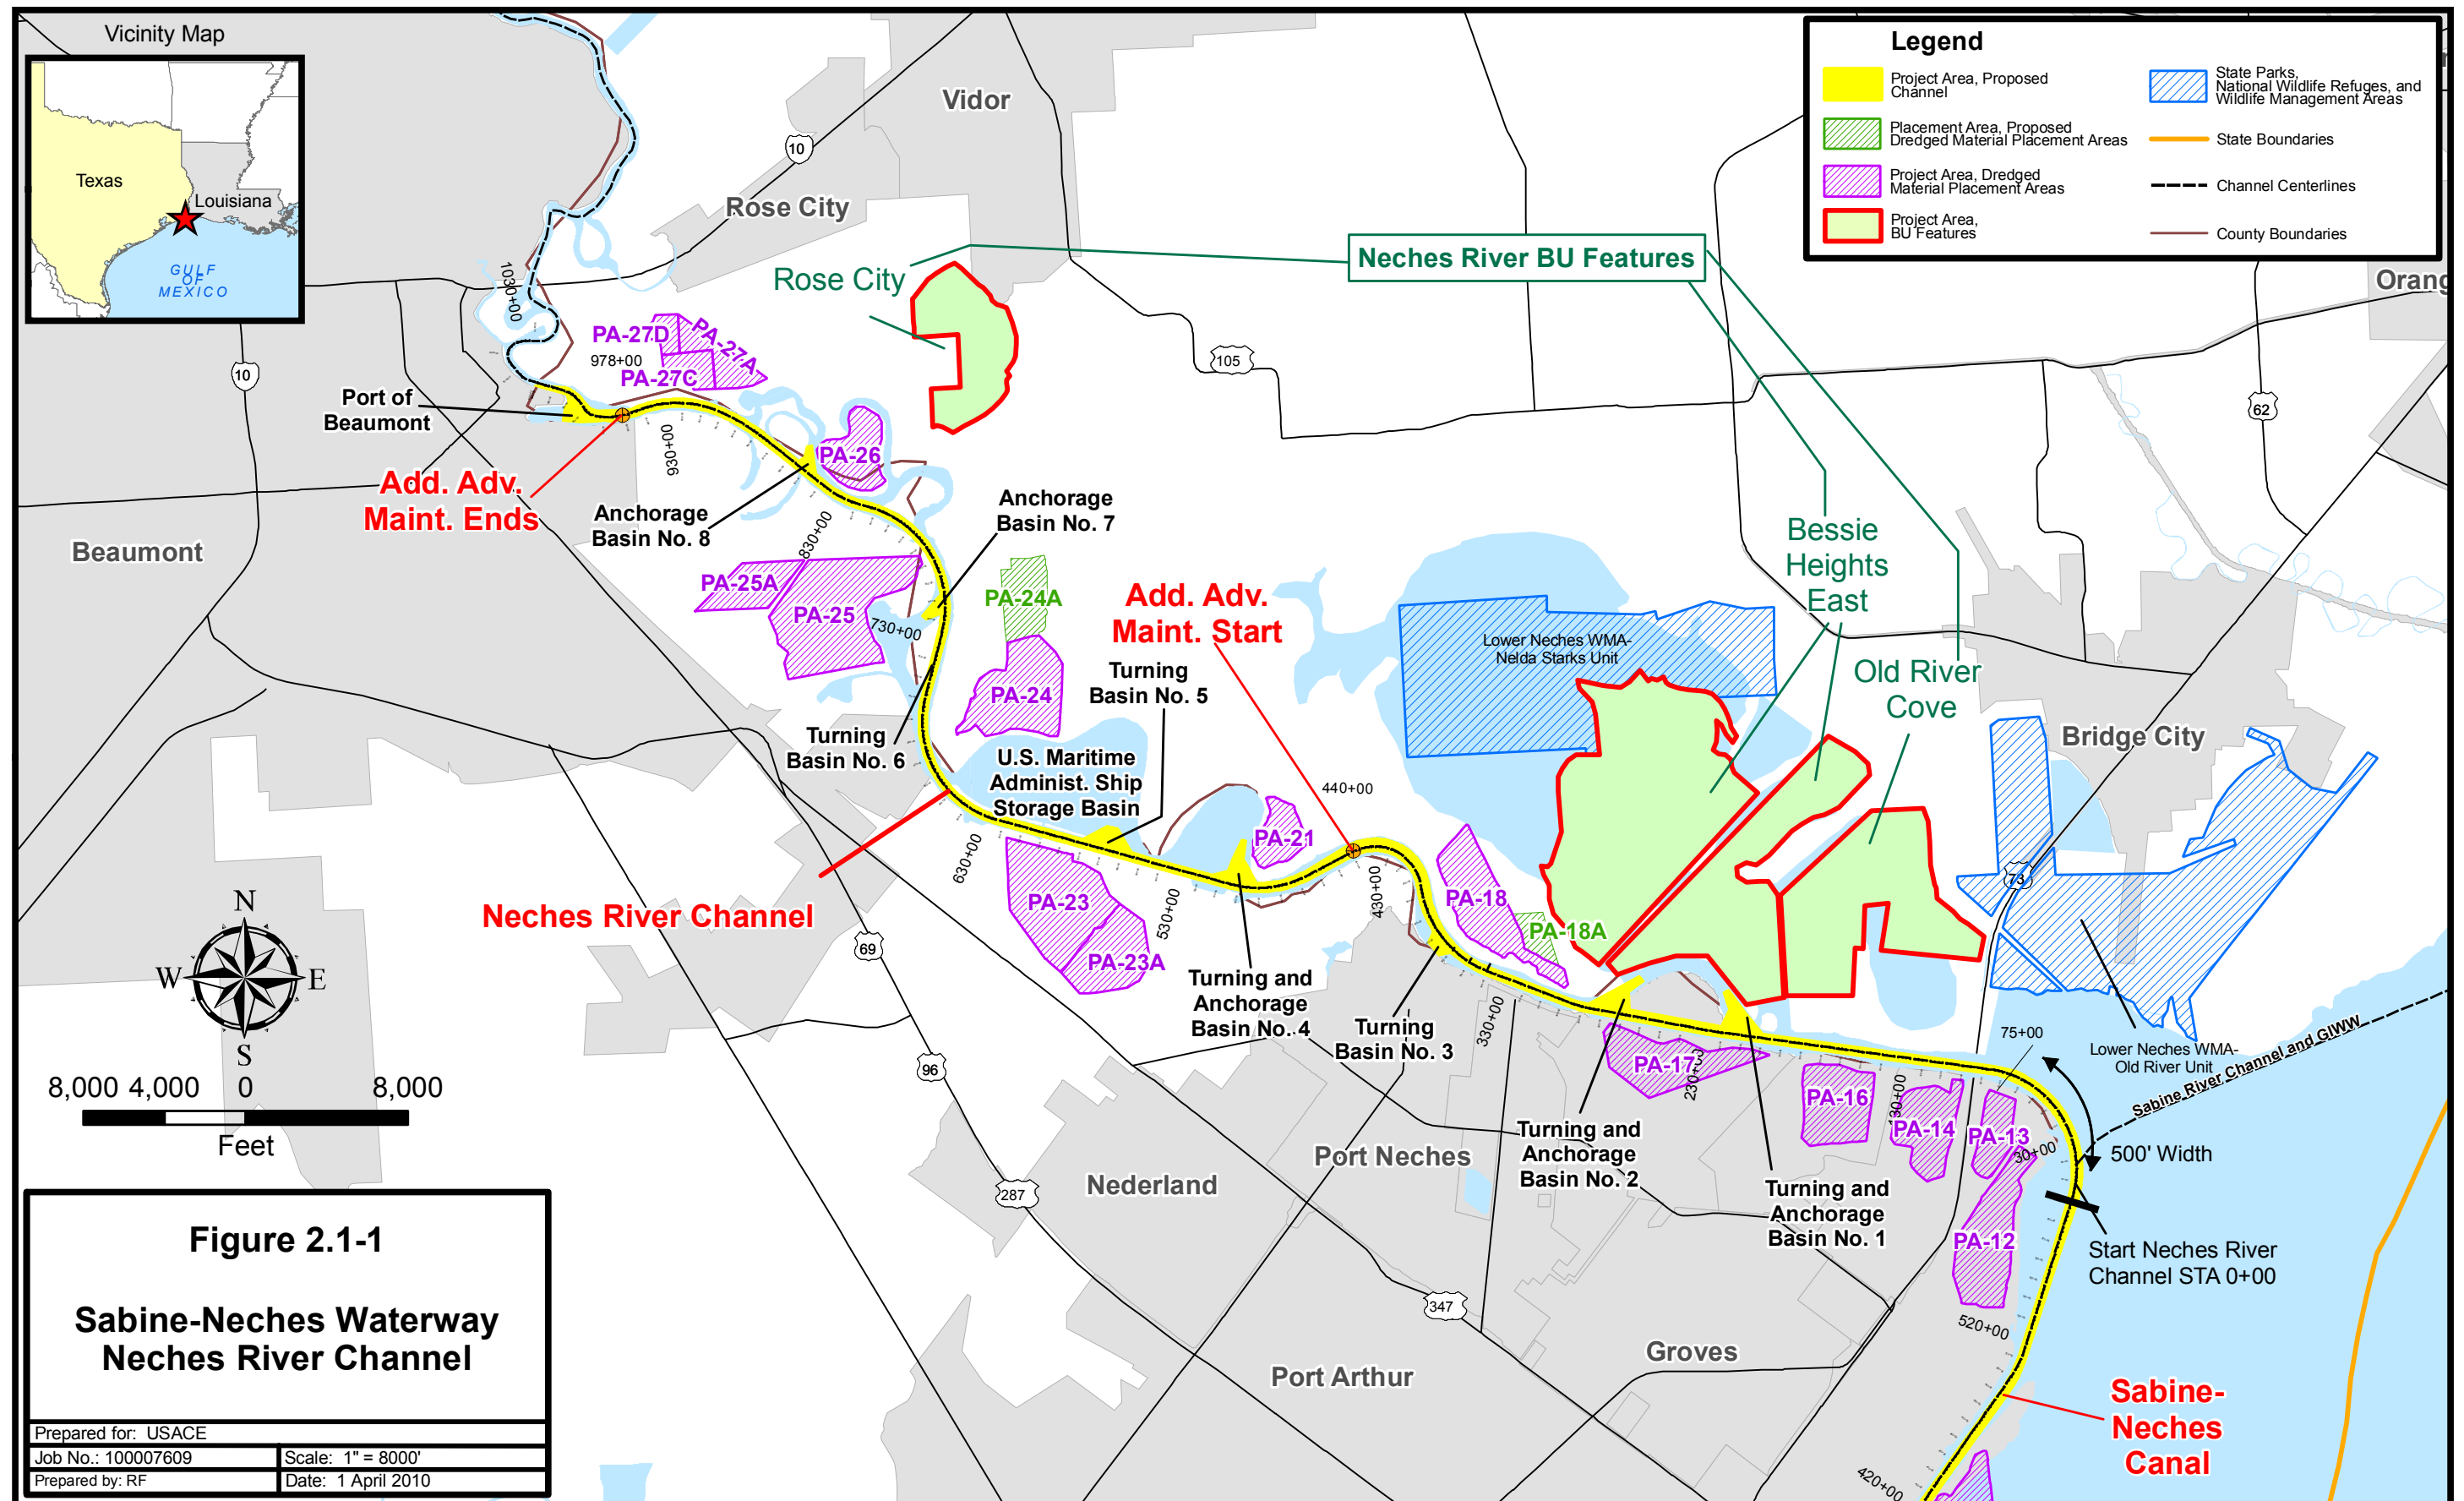 Vicinity Map
Texas
Louisiana
GULF
OF
MEXICO
Legend
Project Area, Proposed
Channel
Placement Area, Proposed
Dredged Material Placement Areas
Project Area, Dredged
Material Placement Areas
Project Area,
BU Features
State Parks,
National Wildlife Refuges, and
Wildlife Management Areas
State Boundaries
Channel Centerlines
County Boundaries
Vidor
10
Rose City
Rose City
Neches River BU Features
Orang
105
62
10
1030+00
PA-27D
PA-27A
978+00
PA-27C
Port of
Beaumont
930+00
PA-26
Add. Adv.
Maint. Ends
Anchorage
Basin No. 8
Anchorage
Basin No. 7
830+00
Beaumont
PA-25A
PA-25
730+00
PA-24A
PA-24
Add. Adv.
Maint. Start
Turning
Basin No. 5
Turning
Basin No. 6
U.S. Maritime
Administ. Ship
Storage Basin
440+00
PA-21
Lower Neches WMA-
Nelda Starks Unit
Bessie
Heights
East
Old River
Cove
Bridge City
73
630+00
PA-23
PA-23A
530+00
430+00
PA-18
PA-18A
Neches River Channel
69
96
287
347
Turning and
Anchorage
Basin No. 4
Turning
Basin No. 3
330+00
PA-17
230+00
Turning and
Anchorage
Basin No. 2
Turning and
Anchorage
Basin No. 1
PA-16
30+00
PA-14
PA-13
30+00
PA-12
75+00
Lower Neches WMA-
Old River Unit
Sabine River Channel and GIWW
500' Width
Start Neches River
Channel STA 0+00
520+00
420+00
Sabine-
Neches
Canal
Port Neches
Nederland
Port Arthur
Groves
N
W
E
S
8,000 4,000 0 8,000
Feet
Figure 2.1-1
Sabine-Neches Waterway
Neches River Channel
Prepared for: USACE
Job No.: 100007609
Scale: 1" = 8000'
Prepared by: RF
Date: 1 April 2010